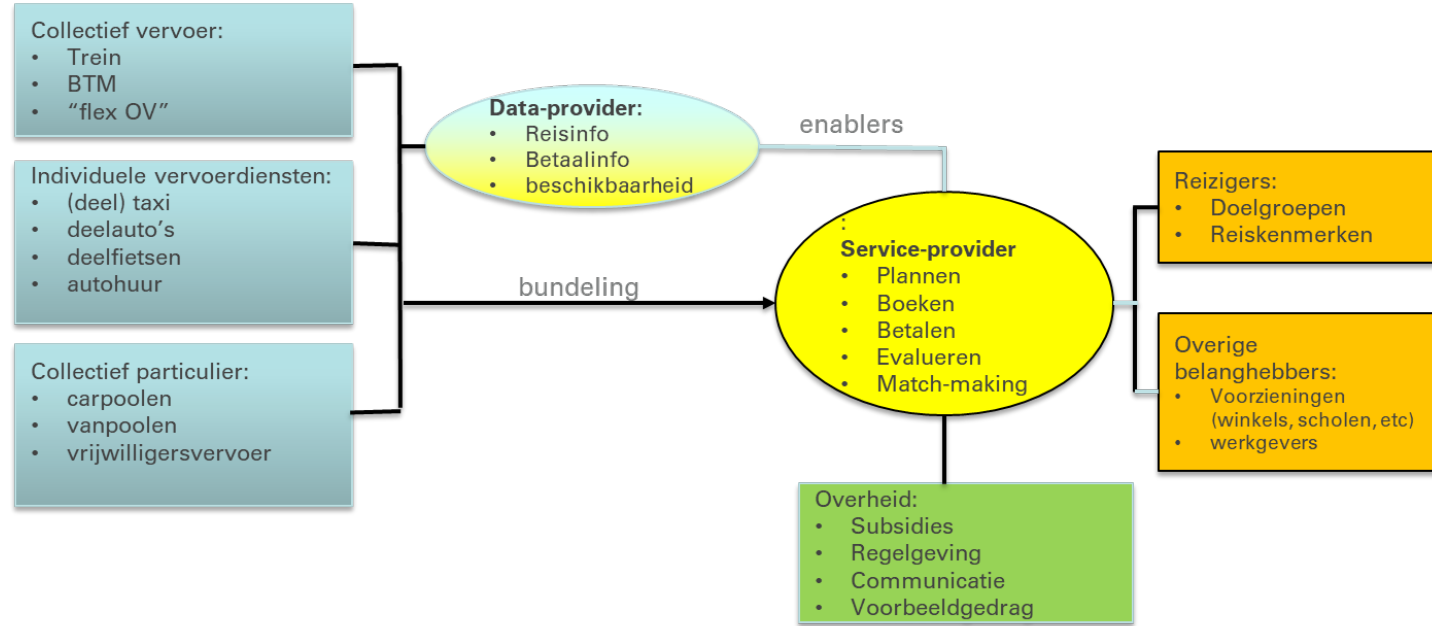 Collectief vervoer:
• Trein
• BTM
• “flex OV”
Individuele vervoerdiensten:
• (deel) taxi
• deelauto’s
• deelfietsen
• autohuur
Collectief particulier:
• carpoolen
• vanpoolen
• vrijwilligersvervoer
Data-provider:
• Reisinfo
• Betaalinfo
• beschikbaarheid
enablers
bundeling
:
Service-provider
• Plannen
• Boeken
• Betalen
• Evalueren
• Match-making
Reizigers:
• Doelgroepen
• Reiskenmerken
Overige
belanghebbers:
• Voorzieningen
(winkels, scholen, etc)
• werkgevers
Overheid:
• Subsidies
• Regelgeving
• Communicatie
• Voorbeeldgedrag